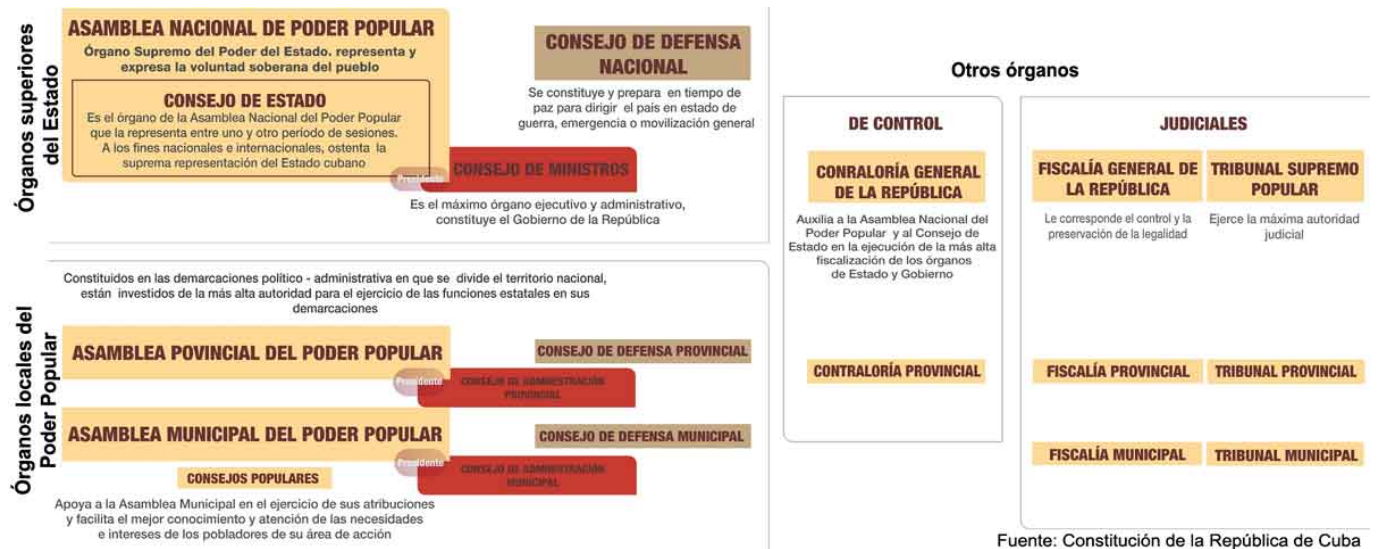 Órganos superiores
del Estado
ASAMBLEA NACIONAL DE PODER POPULAR
Órgano Supremo del Poder del Estado. representa y
expresa la voluntad soberana del pueblo
CONSEJO DE ESTADO
Es el órgano de la Asamblea Nacional del Poder Popular
que la representa entre uno y otro período de sesiones.
A los fines nacionales e internacionales, ostenta la
suprema representación del Estado cubano
CONSEJO DE DEFENSA
NACIONAL
Se constituye y prepara en tiempo de
paz para dirigir el país en estado de
guerra, emergencia o movilización general
Presidente
CONSEJO DE MINISTROS
Es el máximo órgano ejecutivo y administrativo,
constituye el Gobierno de la República
Órganos locales del
Poder Popular
Constituidos en las demarcaciones político - administrativa en que se divide el territorio nacional,
están investidos de la más alta autoridad para el ejercicio de las funciones estatales en sus
demarcaciones
ASAMBLEA POVINCIAL DEL PODER POPULAR
CONSEJO DE DEFENSA PROVINCIAL
Presidente
CONSEJO DE ADMINISTRACIÓN
PROVINCIAL
ASAMBLEA MUNICIPAL DEL PODER POPULAR
CONSEJO DE DEFENSA MUNICIPAL
Presidente
CONSEJO DE ADMINISTRACIÓN
MUNICIPAL
CONSEJOS POPULARES
Apoya a la Asamblea Municipal en el ejercicio de sus atribuciones
y facilita el mejor conocimiento y atención de las necesidades
e intereses de los pobladores de su área de acción
Otros órganos
DE CONTROL
CONTRALORÍA GENERAL
DE LA REPÚBLICA
Auxilia a la Asamblea Nacional del
Poder Popular y al Consejo de
Estado en la ejecución de la más alta
fiscalización de los órganos
de Estado y Gobierno
CONTRALORÍA PROVINCIAL
JUDICIALES
FISCALÍA GENERAL DE
LA REPÚBLICA
Le corresponde el control y la
preservación de la legalidad
TRIBUNAL SUPREMO
POPULAR
Ejerce la máxima autoridad
judicial
FISCALÍA PROVINCIAL
TRIBUNAL PROVINCIAL
FISCALÍA MUNICIPAL
TRIBUNAL MUNICIPAL
Fuente: Constitución de la República de Cuba